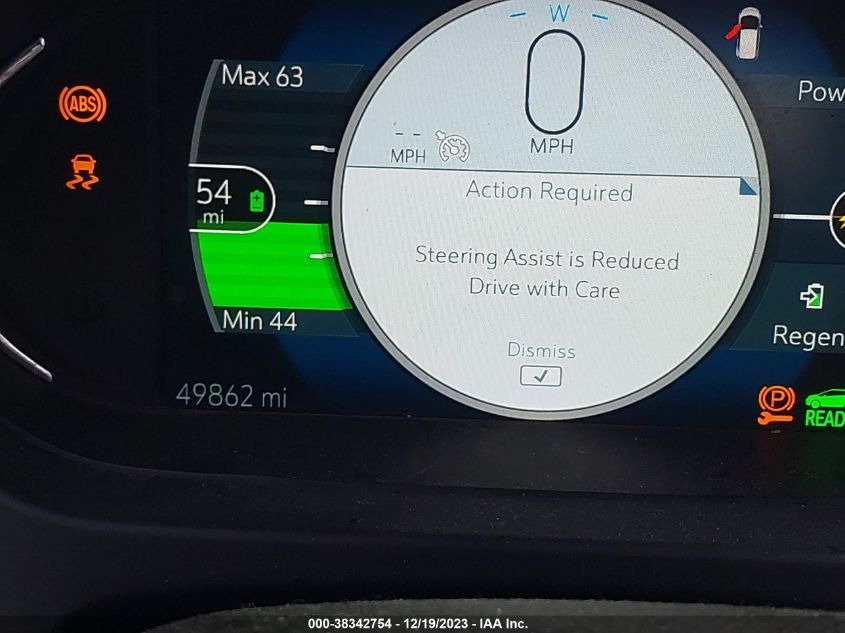 W
Max 63
Pow
ABS
MPH
-- MPH
Action Required
54
mi
Steering Assist is Reduced
Drive with Care
Min 44
Regen
Dismiss
49862 mi
P
READ
000-38342754 - 12/19/2023 - IAA Inc.